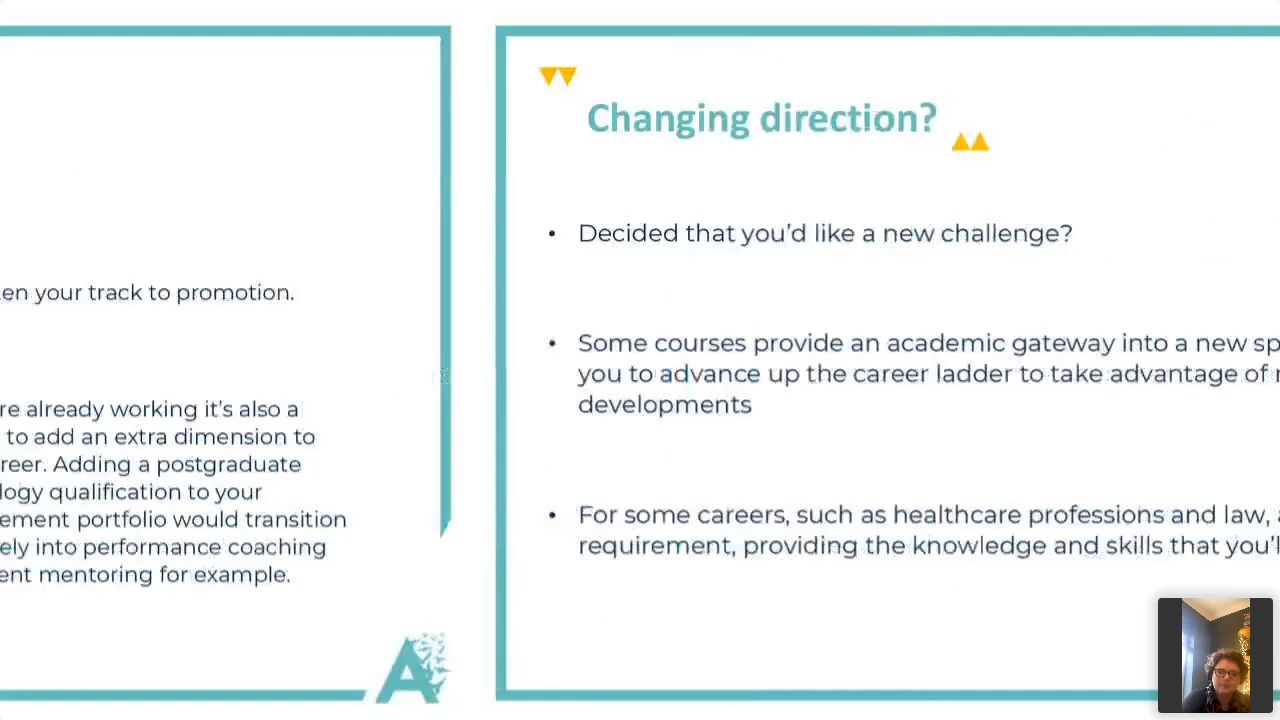 en your track to promotion.
re already working it's also a
to add an extra dimension to
reer. Adding a postgraduate
logy qualification to your
ement portfolio would transition
ely into performance coaching
ent mentoring for example.
A
Changing direction?
• Decided that you'd like a new challenge?
• Some courses provide an academic gateway into a new sp
you to advance up the career ladder to take advantage of
developments
• For some careers, such as healthcare professions and law,
requirement, providing the knowledge and skills that you'l